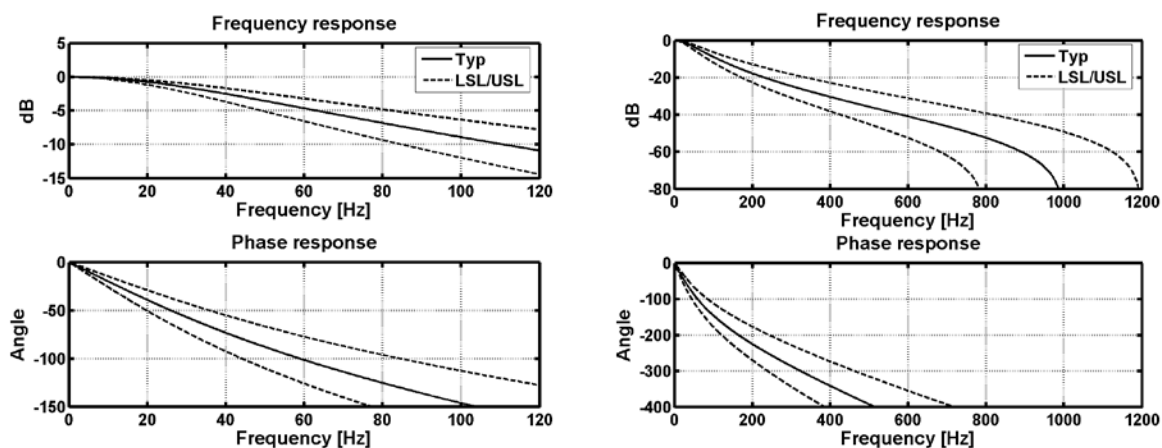 Frequency response
5
0
-5
-10
-15
dB
Typ
LSL/USL
0 20 40 60 80 100 120
Frequency [Hz]
Phase response
0
-50
-100
-150
Angle
0 20 40 60 80 100 120
Frequency [Hz]
Frequency response
0
-20
-40
-60
-80
dB
Typ
LSL/USL
0 200 400 600 800 1000 1200
Frequency [Hz]
Phase response
0
-100
-200
-300
-400
Angle
0 200 400 600 800 1000 1200
Frequency [Hz]